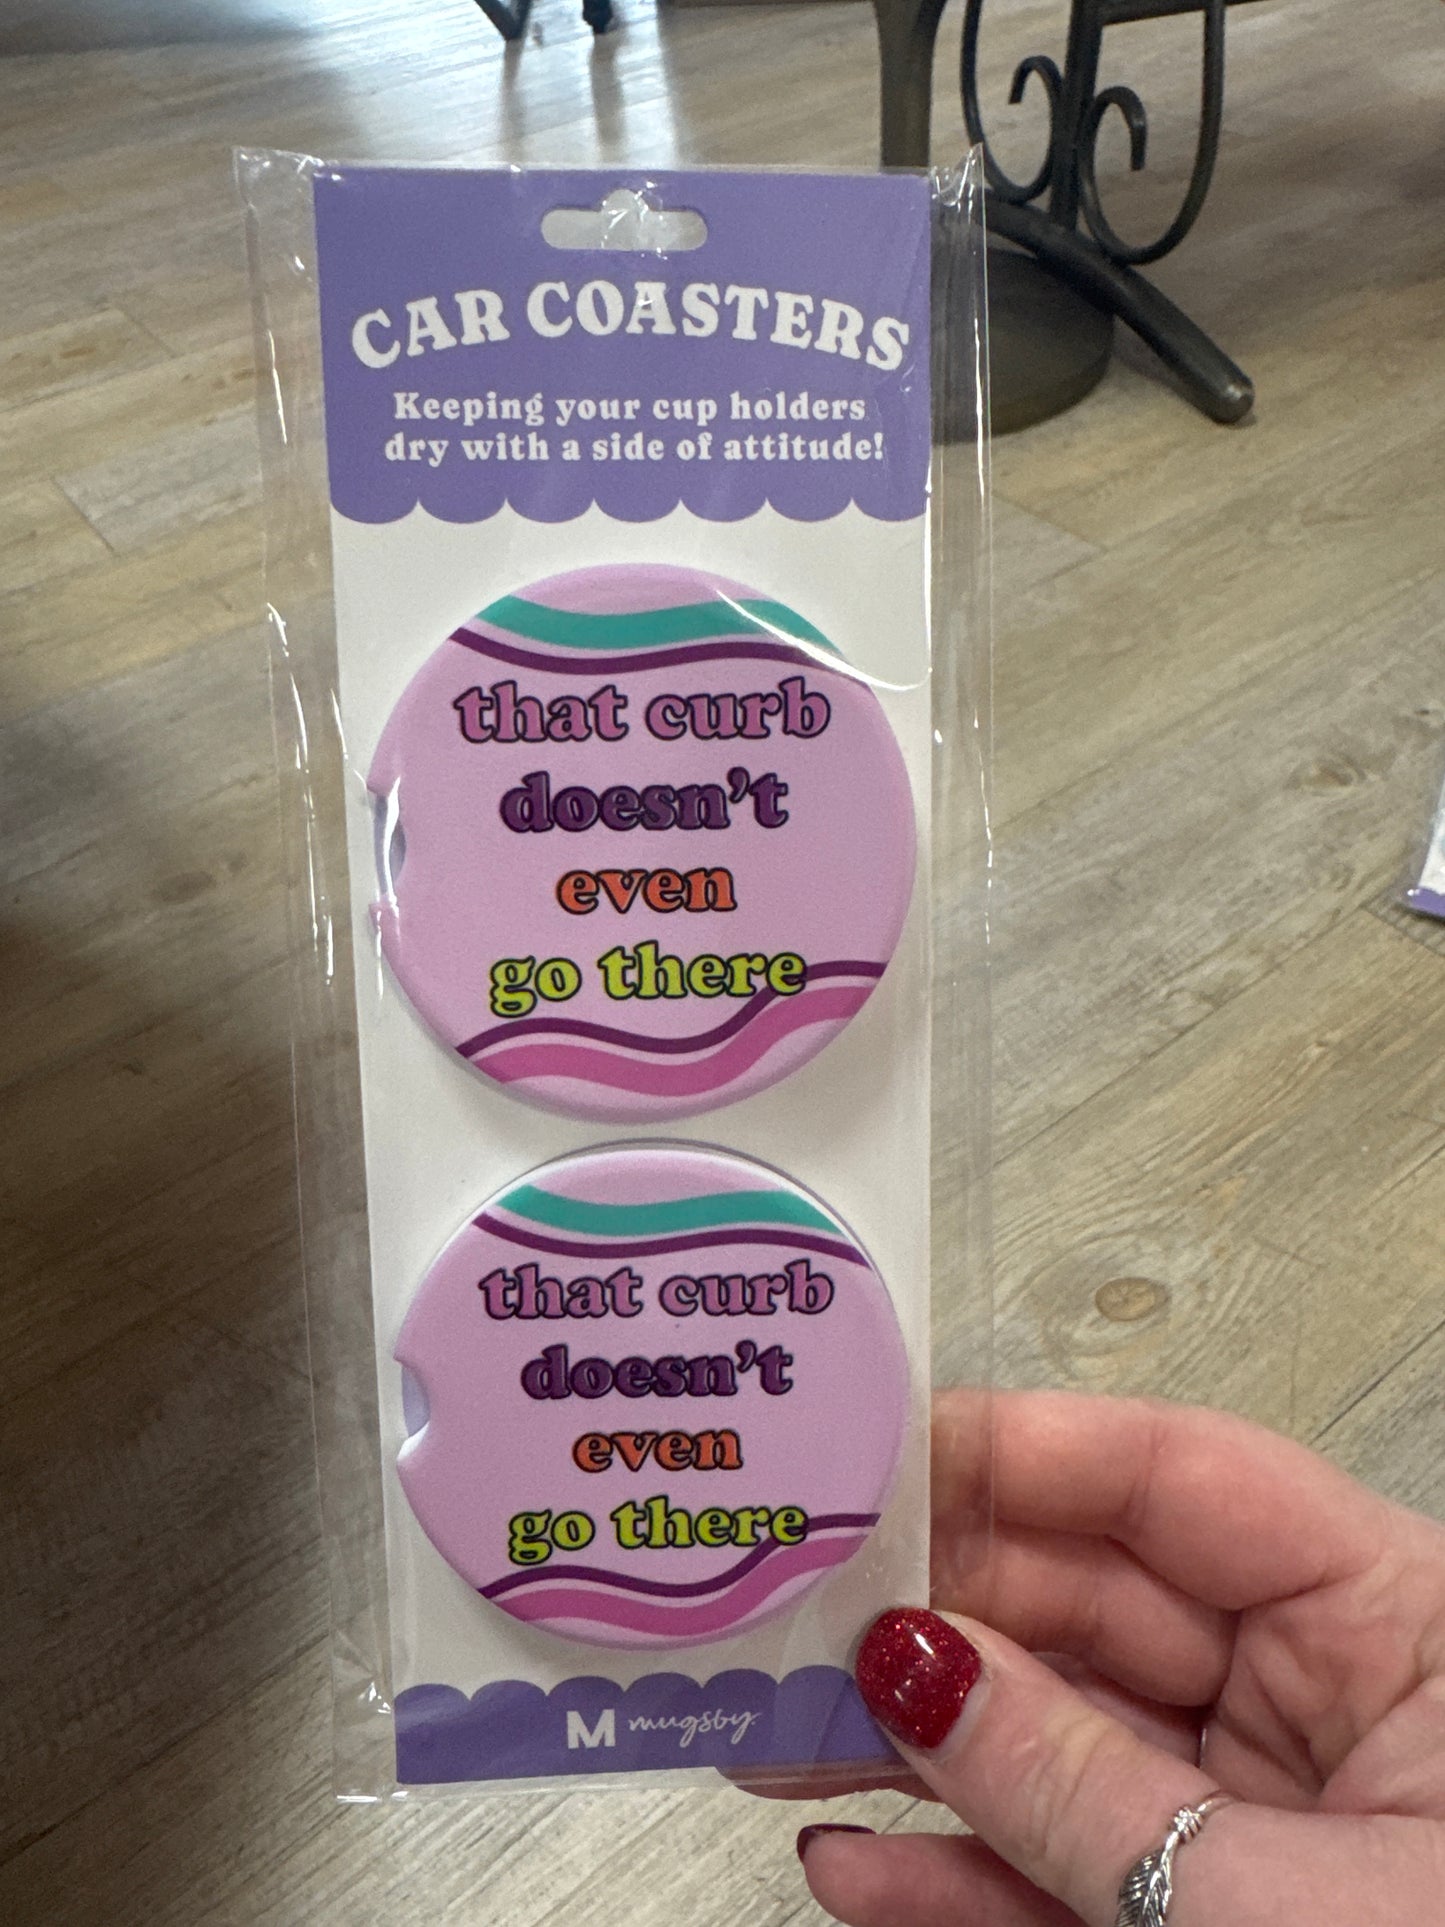 CAR COASTERS
Keeping your cup holders
dry with a side of attitude!
that curb
doesn't
even
go there
that curb
doesn't
even
go there
M mugsby